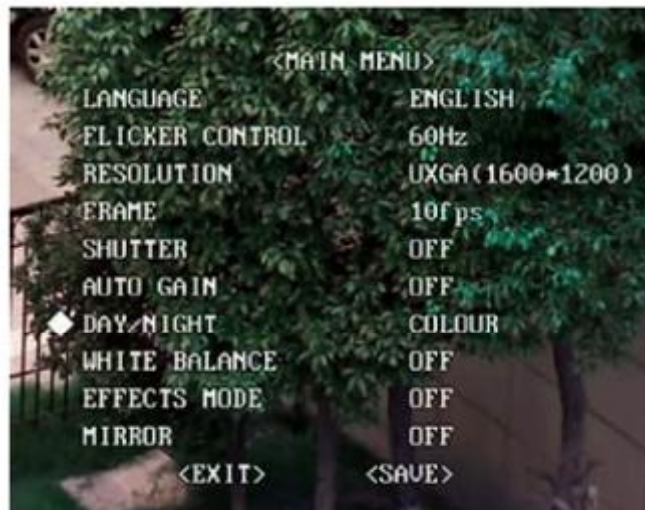 <MAIN MENU>
LANGUAGE ENGLISH
FLICKER CONTROL 60Hz
RESOLUTION UXGA(1600*1200)
FRAME 10fps
SHUTTER OFF
AUTO GAIN OFF
DAY/NIGHT COLOUR
WHITE BALANCE OFF
EFFECTS MODE OFF
MIRROR OFF
<EXIT> <SAVE>